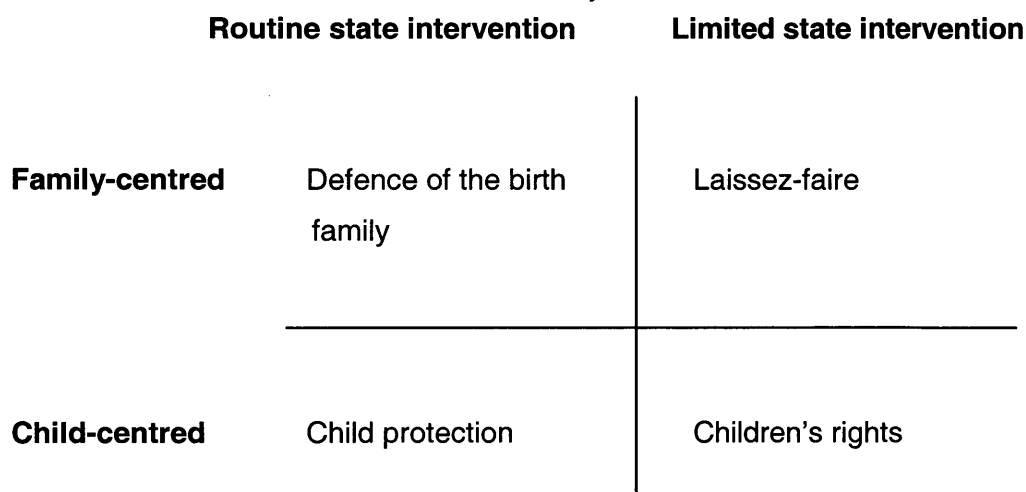 Routine state intervention Limited state intervention
Family-centred Defence of the birth Laissez-faire
family
Child-centred Child protection Children's rights